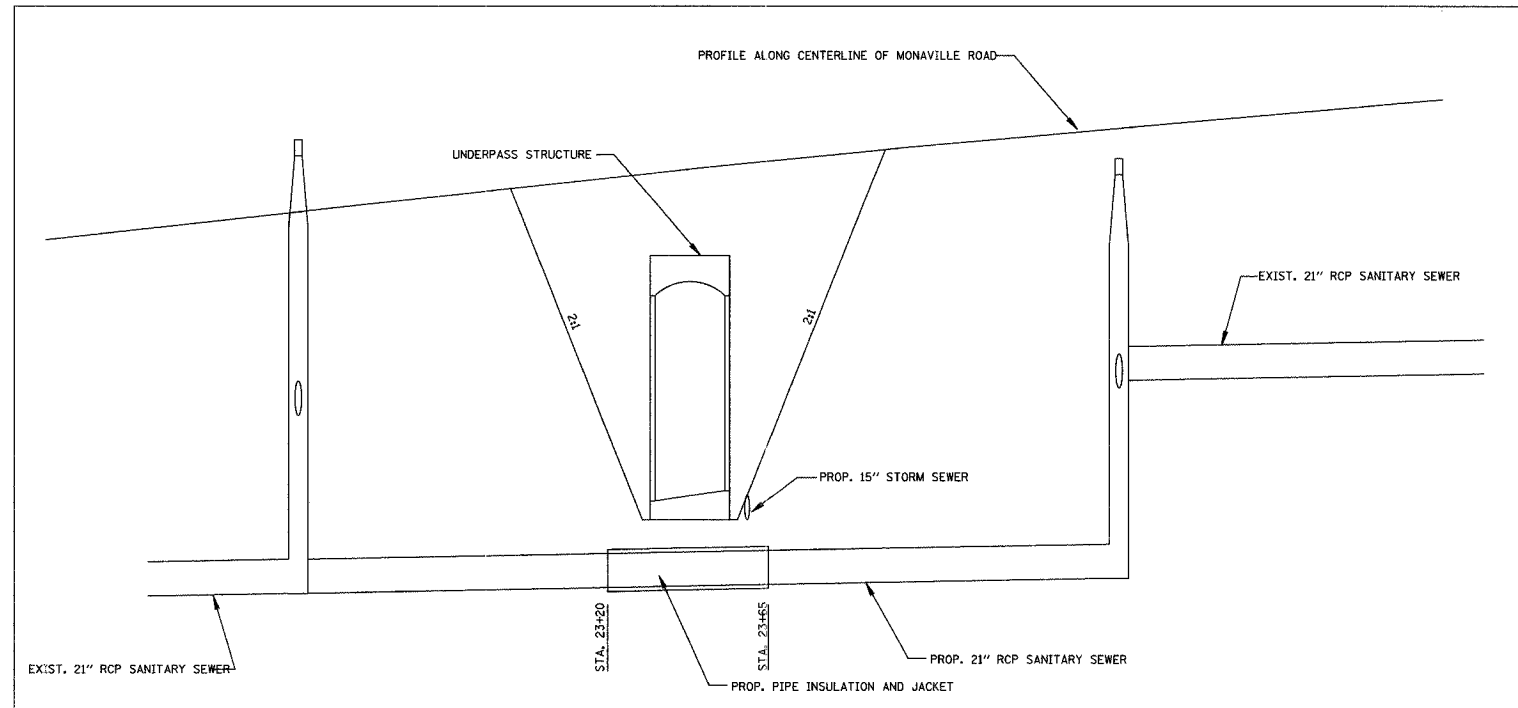 PROFILE ALONG CENTERLINE OF MONAVILLE ROAD
UNDERPASS STRUCTURE
EXIST. 21" RCP SANITARY SEWER
2:1
2:1
PROP. 15" STORM SEWER
STA. 23+20
STA. 23+65
EXIST. 21" RCP SANITARY SEWER
PROP. 21" RCP SANITARY SEWER
PROP. PIPE INSULATION AND JACKET